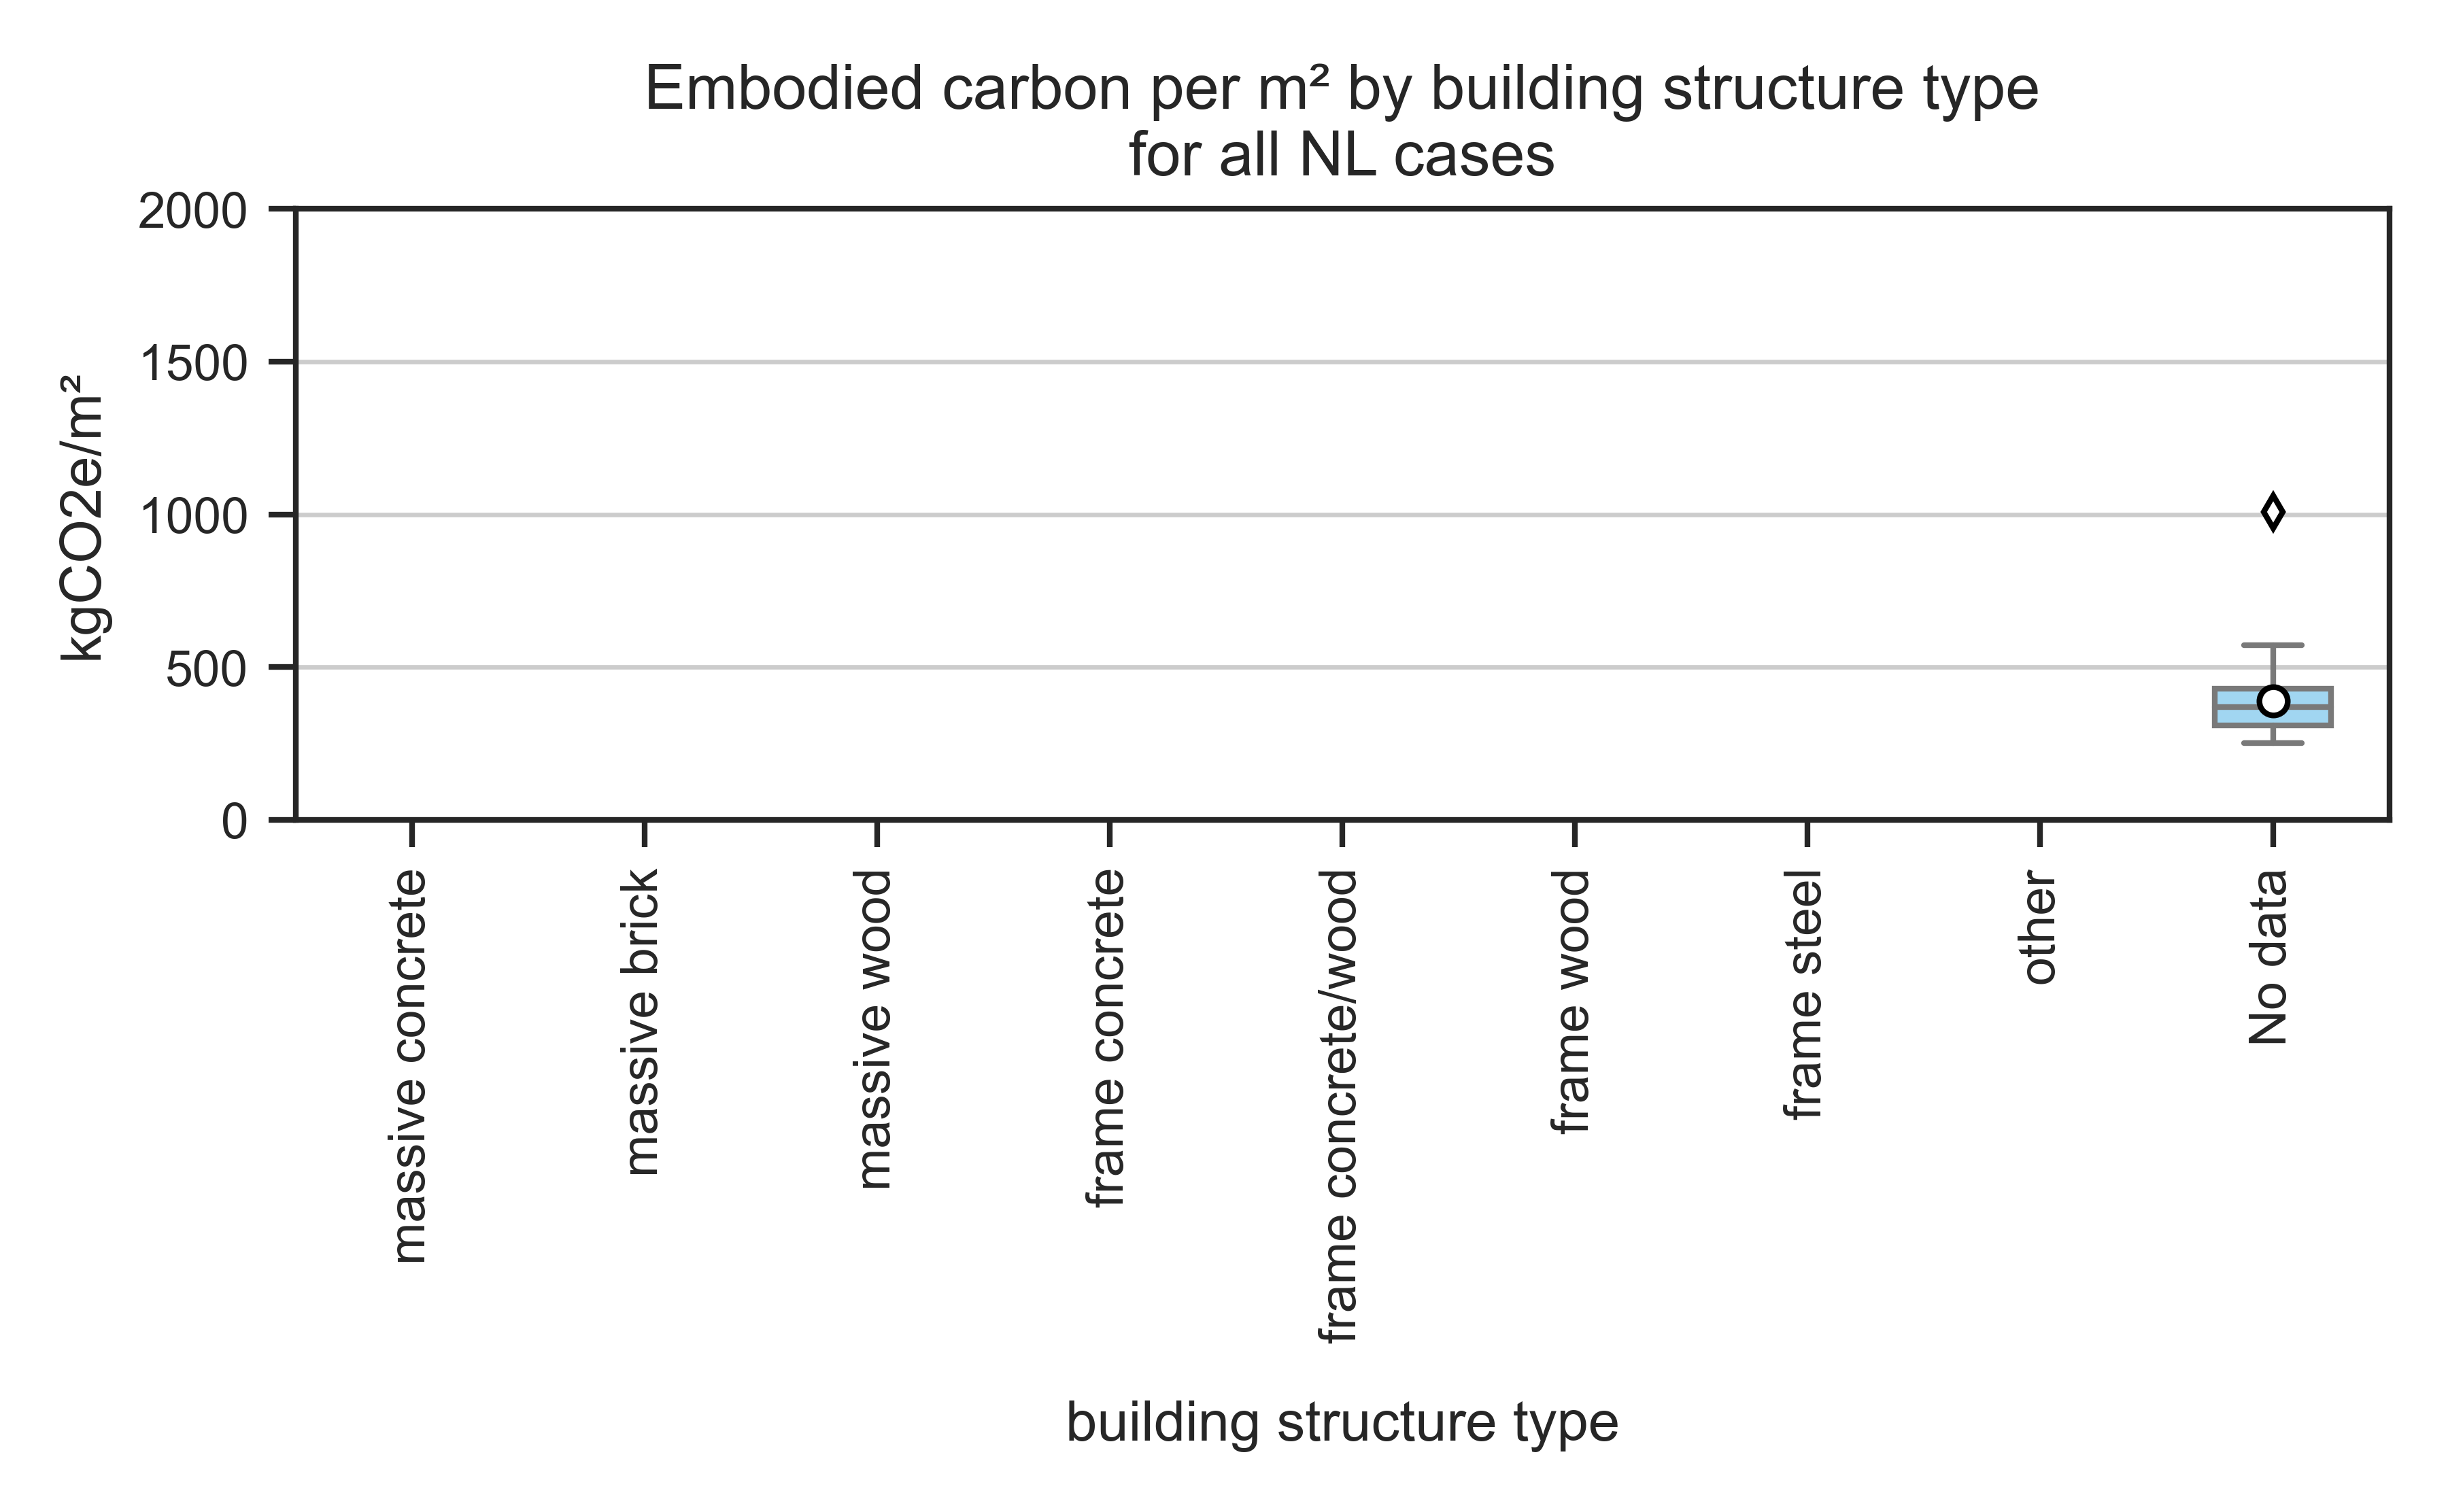 Embodied carbon per m² by building structure type
for all NL cases
2000
1500
1000
500
0
kgCO2e/m²
massive concrete
massive brick
massive wood
frame concrete
frame concrete/wood
frame wood
frame steel
other
No data
building structure type